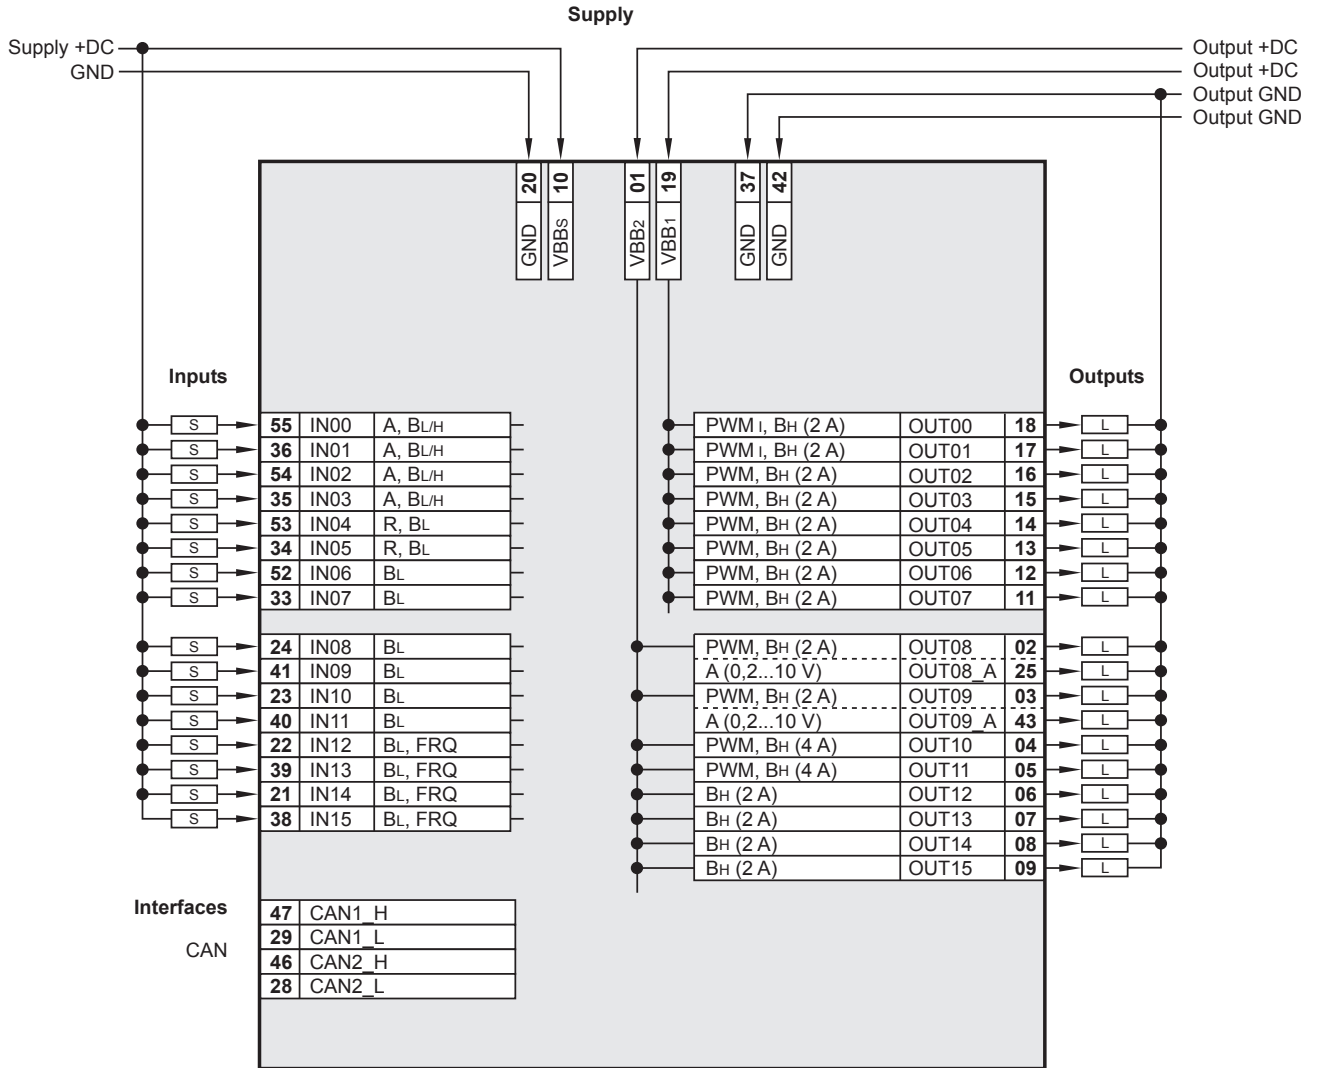 Supply
Supply +DC
GND
Output +DC
Output +DC
Output GND
Output GND
20 GND
10 VBBS
01 VBB2
19 VBB1
37 GND
42 GND
Inputs
S 55 IN00 A, BL/H
S 36 IN01 A, BL/H
S 54 IN02 A, BL/H
S 35 IN03 A, BL/H
S 53 IN04 R, BL
S 34 IN05 R, BL
S 52 IN06 BL
S 33 IN07 BL
S 24 IN08 BL
S 41 IN09 BL
S 23 IN10 BL
S 40 IN11 BL
S 22 IN12 BL, FRQ
S 39 IN13 BL, FRQ
S 21 IN14 BL, FRQ
S 38 IN15 BL, FRQ
Outputs
PWM I, BH (2 A) OUT00 18 L
PWM I, BH (2 A) OUT01 17 L
PWM, BH (2 A) OUT02 16 L
PWM, BH (2 A) OUT03 15 L
PWM, BH (2 A) OUT04 14 L
PWM, BH (2 A) OUT05 13 L
PWM, BH (2 A) OUT06 12 L
PWM, BH (2 A) OUT07 11 L
PWM, BH (2 A) OUT08 02 L
A (0,2...10 V) OUT08_A 25 L
PWM, BH (2 A) OUT09 03 L
A (0,2...10 V) OUT09_A 43 L
PWM, BH (4 A) OUT10 04 L
PWM, BH (4 A) OUT11 05 L
BH (2 A) OUT12 06 L
BH (2 A) OUT13 07 L
BH (2 A) OUT14 08 L
BH (2 A) OUT15 09 L
Interfaces
CAN
47 CAN1_H
29 CAN1_L
46 CAN2_H
28 CAN2_L